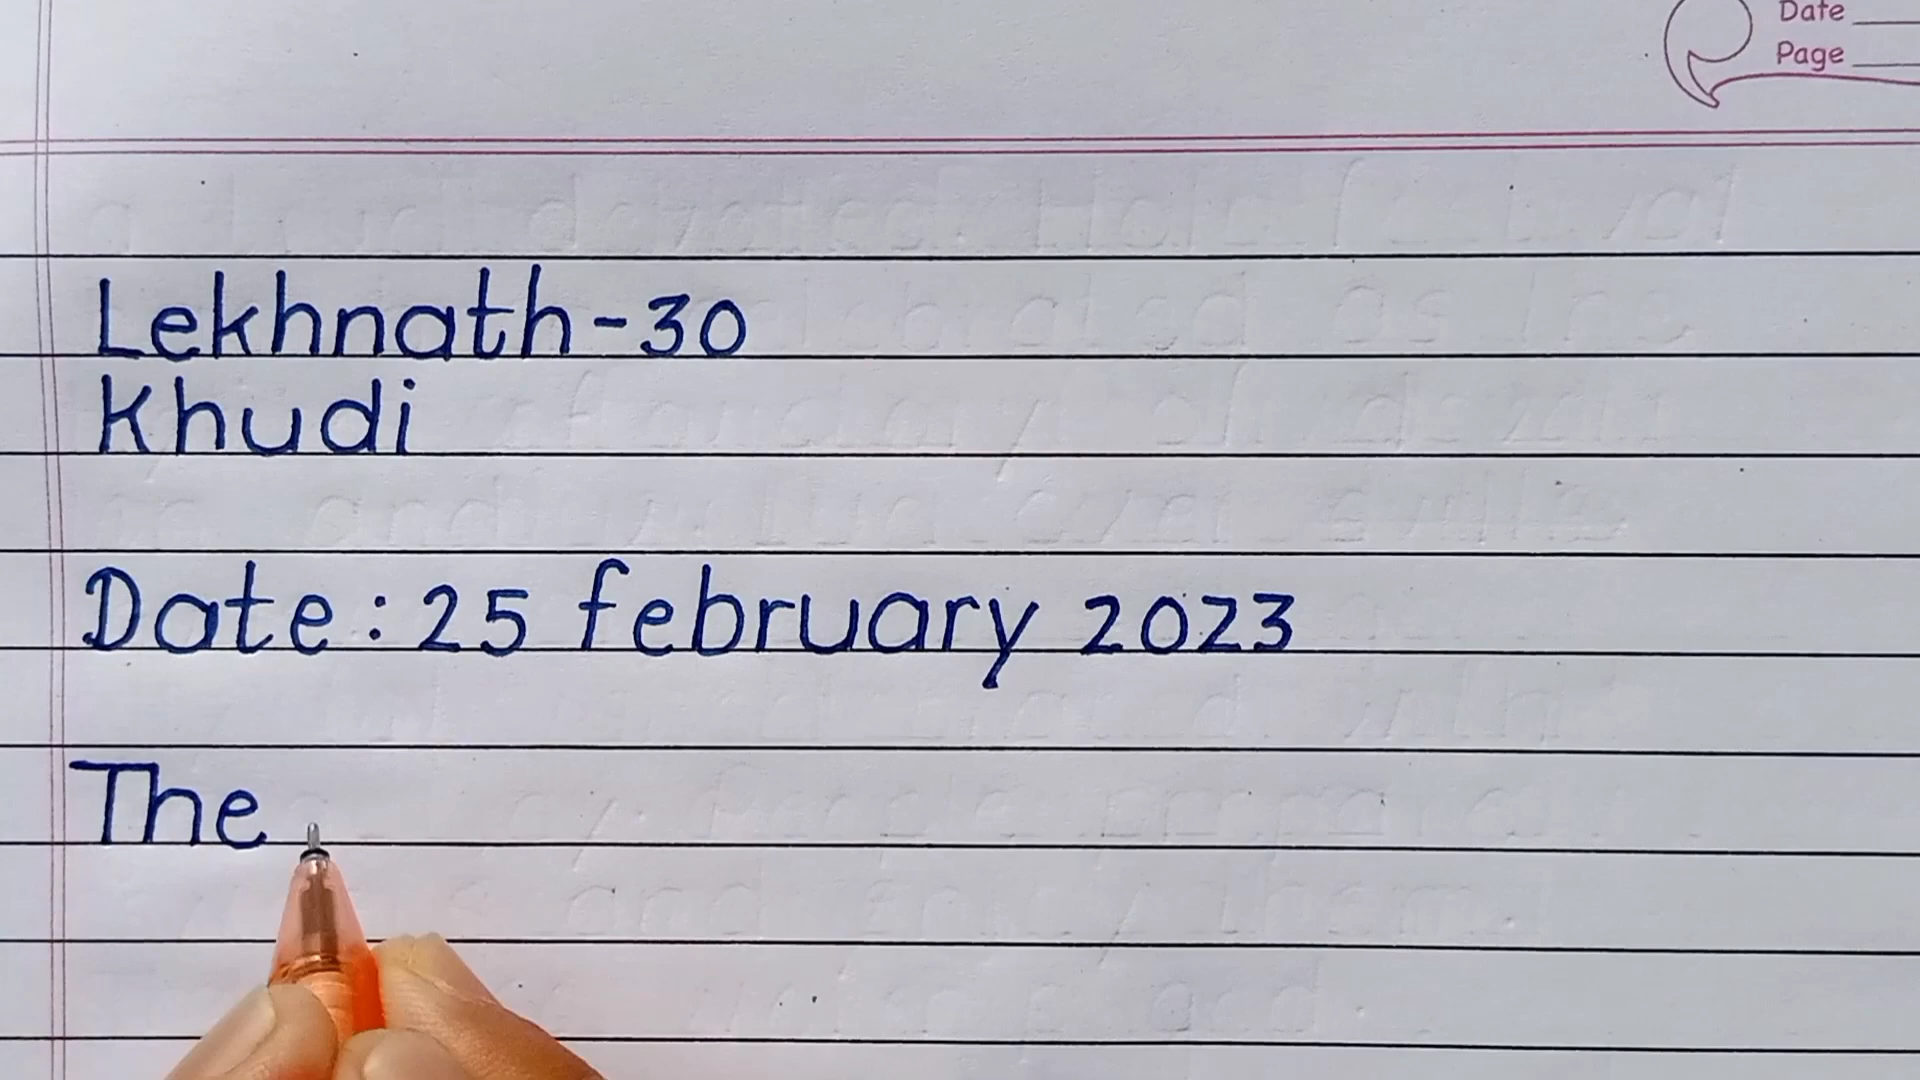 Date
Page
Lekhnath-30
Khudi
Date: 25 february 2023
The